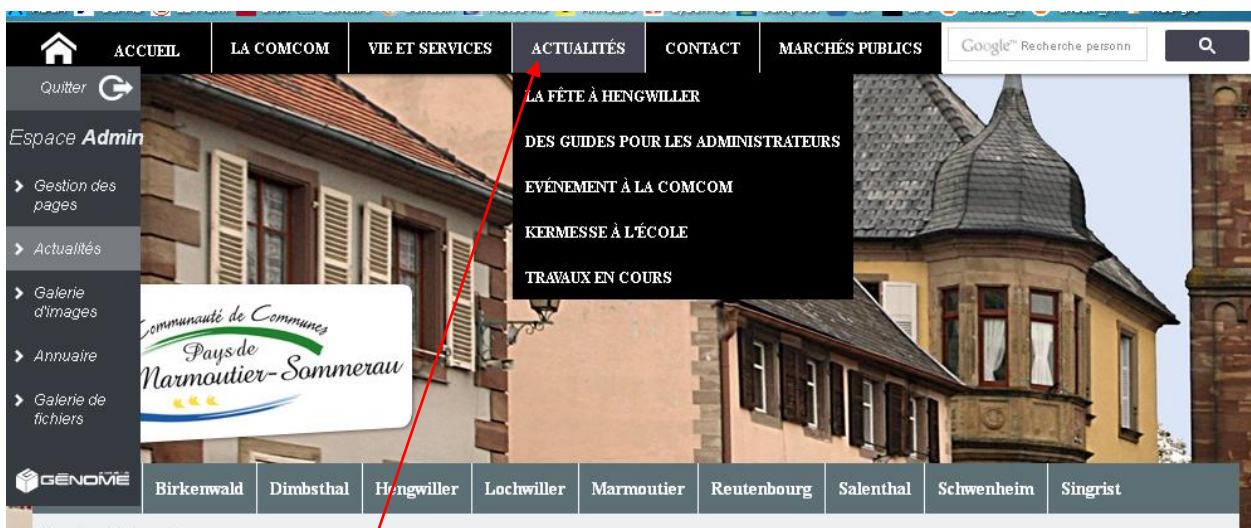 ACCUEIL LA COMCOM VIE ET SERVICES ACTUALITÉS CONTACT MARCHÉS PUBLICS Google™ Recherche personn
Quitter
Espace Admin
Gestion des
pages
Actualités
Galerie
d'images
Annuaire
Galerie de
fichiers
GENOME
LA FÊTE À HENGWILLER
DES GUIDES POUR LES ADMINISTRATEURS
EVÉNEMENT À LA COMCOM
KERMESSE À L'ÉCOLE
TRAVAUX EN COURS
Communauté de Communes
Pays de
Marmoutier-Sommerau
Birkenwald Dimbsthal Hengwiller Lochwiller Marmoutier Reutenbourg Salenthal Schwenheim Singrist